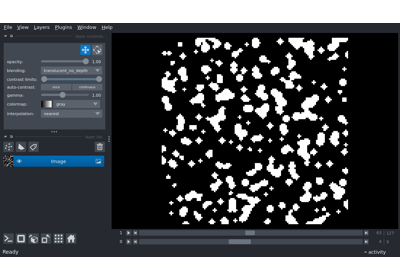 File View Layers Plugins Window Help
opacity: 1.00
blending: translucent_no_depth
contrast limits:
auto-contrast: once continuous
gamma: 1.00
colormap: gray
interpolation: nearest
Image
1
0
Ready
activity